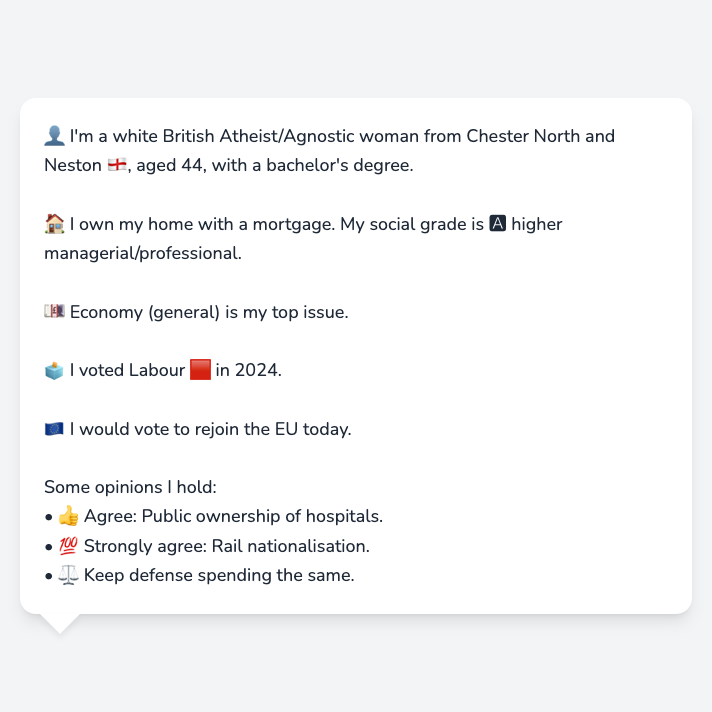 👤 I'm a white British Atheist/Agnostic woman from Chester North and
Neston 🏴󠁧󠁢󠁥󠁮󠁧󠁿, aged 44, with a bachelor's degree.
🏠 I own my home with a mortgage. My social grade is 🅰 higher
managerial/professional.
💷 Economy (general) is my top issue.
🗳️ I voted Labour 🟥 in 2024.
🇪🇺 I would vote to rejoin the EU today.
Some opinions I hold:
• 👍 Agree: Public ownership of hospitals.
• 💯 Strongly agree: Rail nationalisation.
• ⚖️ Keep defense spending the same.